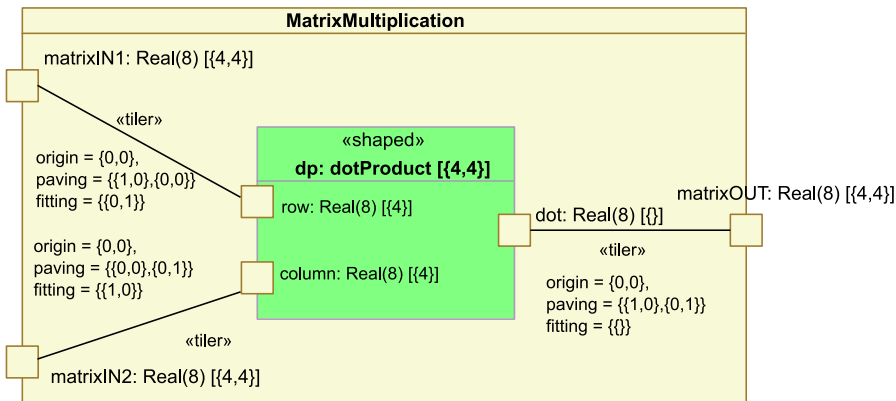 MatrixMultiplication
matrixIN1: Real(8) [{4,4}]
«tiler»
origin = {0,0},
paving = {{1,0},{0,0}}
fitting = {{0,1}}
«shaped»
dp: dotProduct [{4,4}]
row: Real(8) [{4}]
column: Real(8) [{4}]
origin = {0,0},
paving = {{0,0},{0,1}}
fitting = {{1,0}}
«tiler»
matrixIN2: Real(8) [{4,4}]
matrixOUT: Real(8) [{4,4}]
dot: Real(8) [{}]
«tiler»
origin = {0,0},
paving = {{1,0},{0,1}}
fitting = {{}}